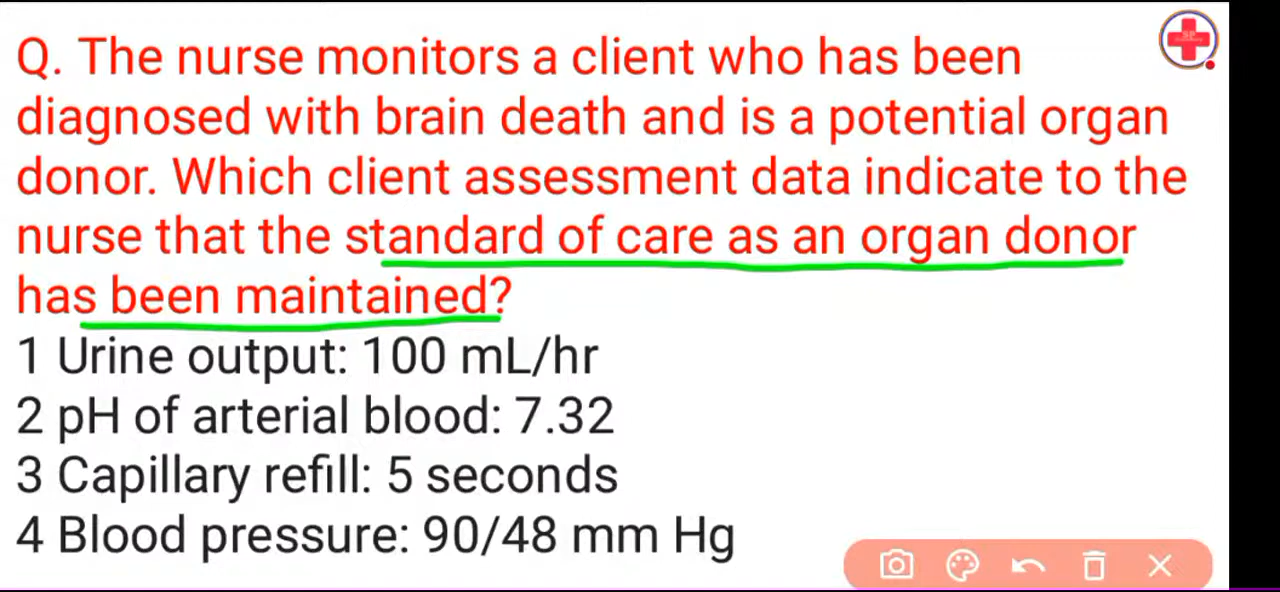 Q. The nurse monitors a client who has been
diagnosed with brain death and is a potential organ
donor. Which client assessment data indicate to the
nurse that the standard of care as an organ donor
has been maintained?
1 Urine output: 100 mL/hr
2 pH of arterial blood: 7.32
3 Capillary refill: 5 seconds
4 Blood pressure: 90/48 mm Hg